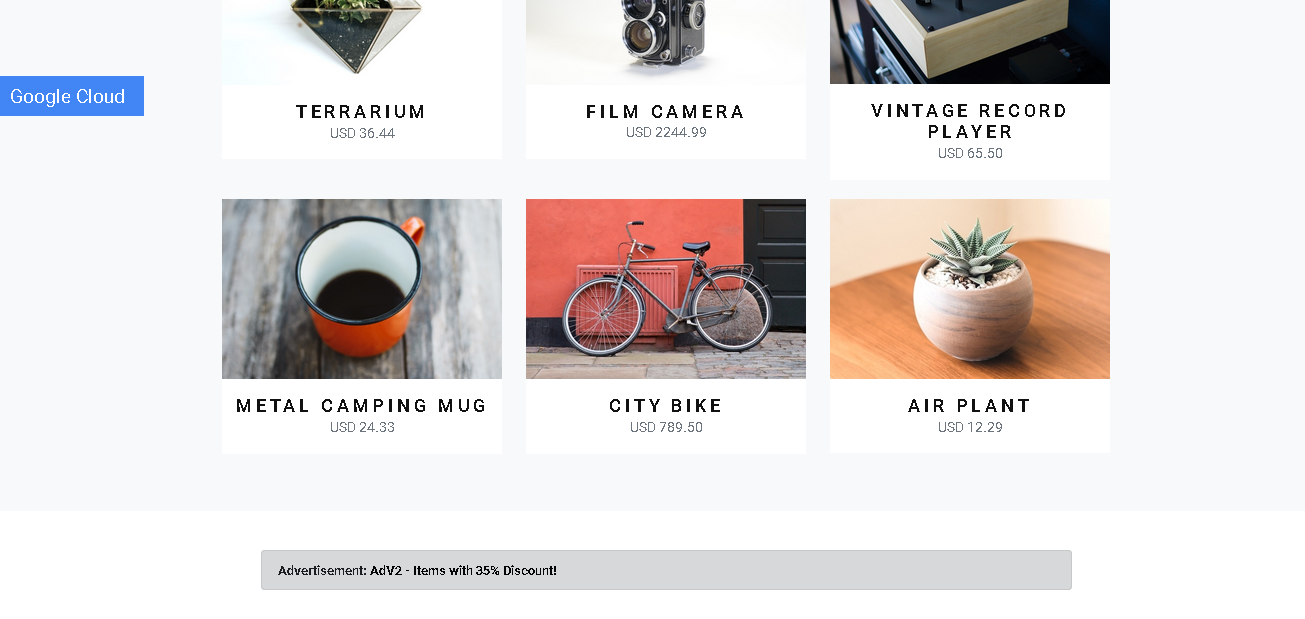 Google Cloud
TERRARIUM
USD 36.44
FILM CAMERA
USD 2244.99
VINTAGE RECORD
PLAYER
USD 65.50
METAL CAMPING MUG
USD 24.33
CITY BIKE
USD 789.50
AIR PLANT
USD 12.29
Advertisement: AdV2 - Items with 35% Discount!